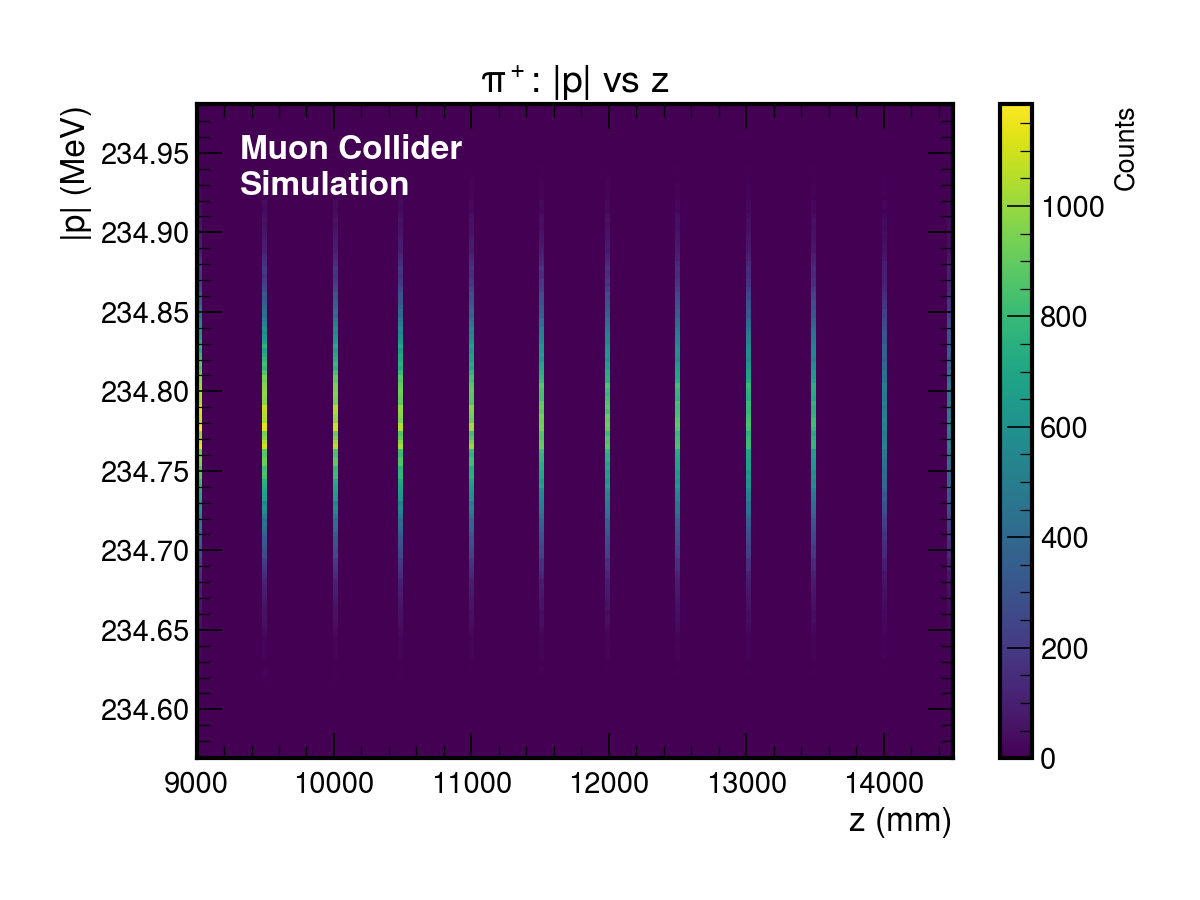 π⁺: |p| vs z
Muon Collider
Simulation
|p| (MeV)
234.95
234.90
234.85
234.80
234.75
234.70
234.65
234.60
9000 10000 11000 12000 13000 14000
z (mm)
Counts
1000
800
600
400
200
0